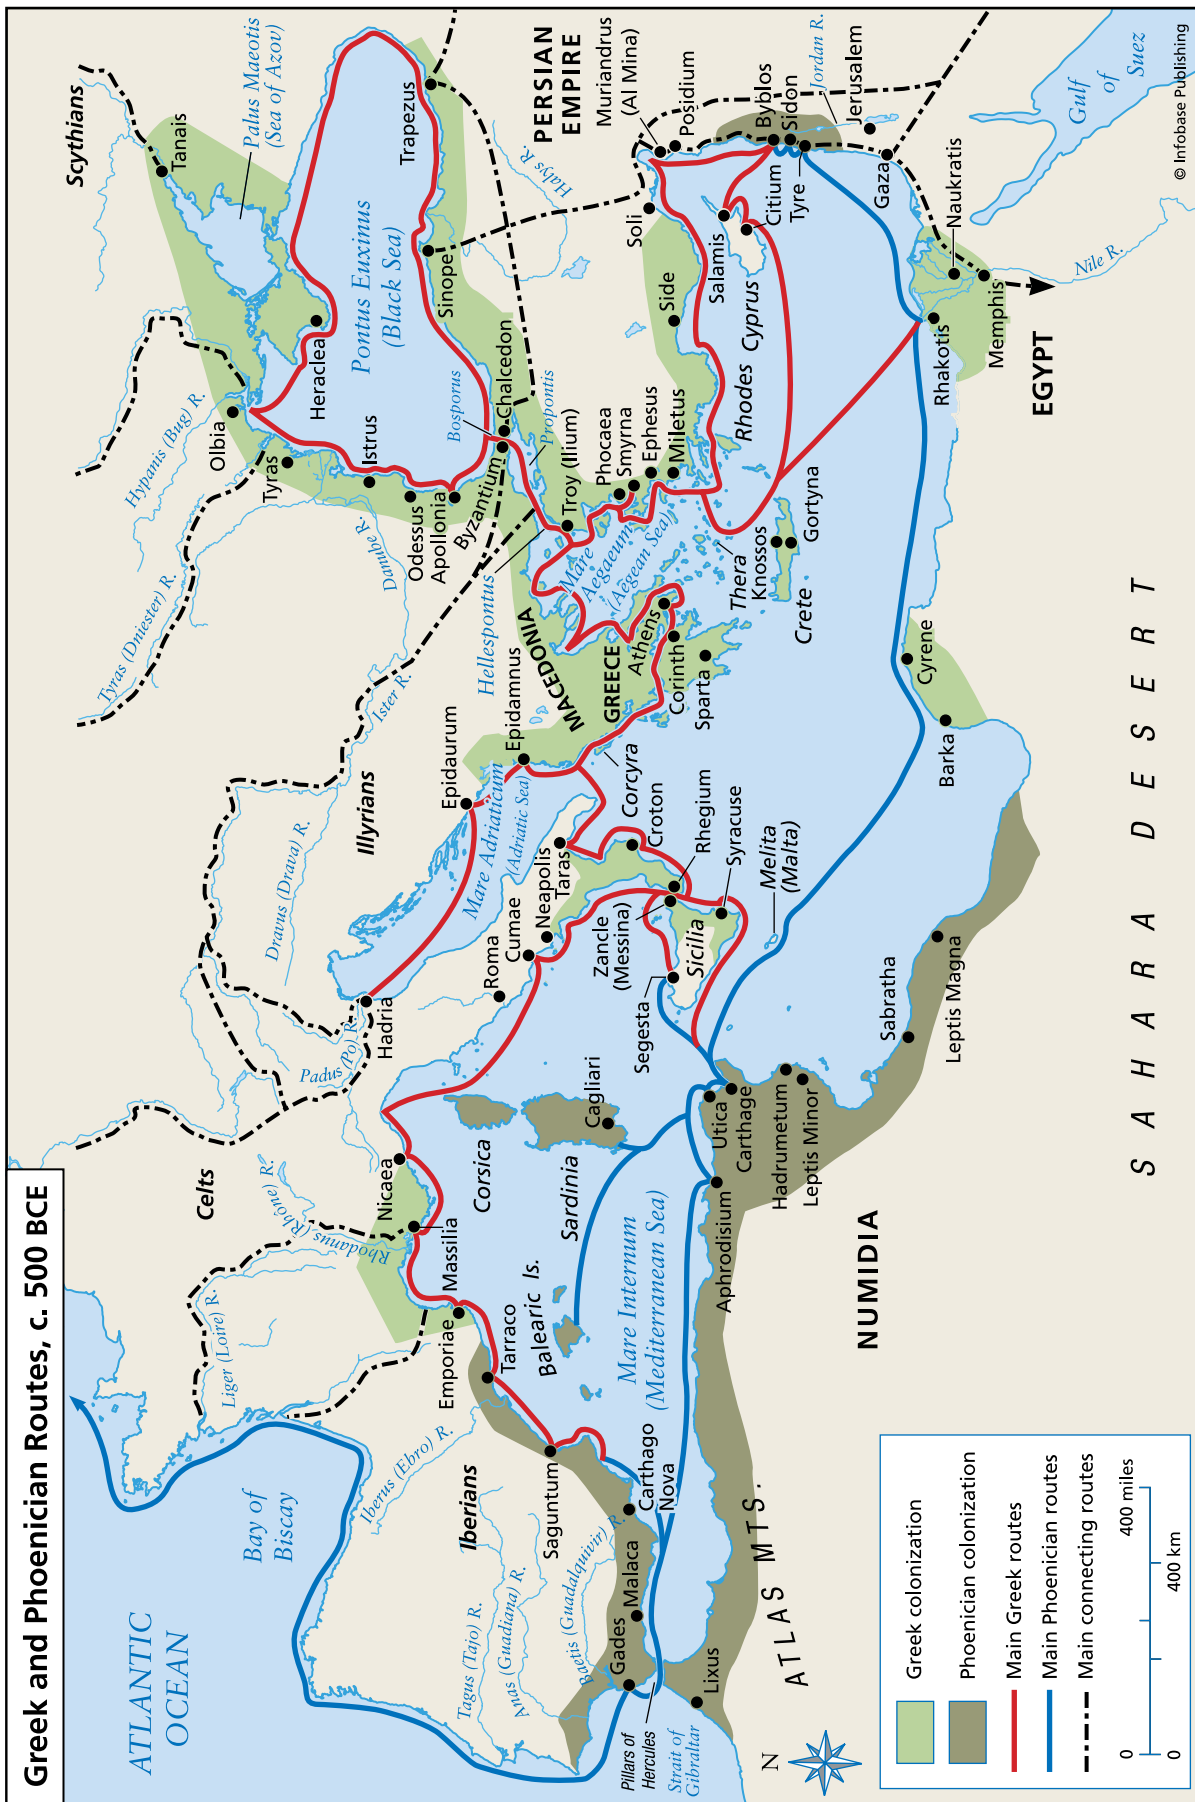 Greek and Phoenician Routes, c. 500 BCE
ATLANTIC
OCEAN
Bay of
Biscay
Liger (Loire) R.
Celts
Rhodanus (Rhône) R.
Padus (Po) R.
Hadria
Dravus (Drava) R.
Illyrians
Ister R.
Tyras (Dniester) R.
Danube R.
Hypanis (Bug) R.
Scythians
Tanais
Palus Maeotis
(Sea of Azov)
Olbia
Tyras
Istrus
Odessus
Apollonia
Byzantium
Heraclea
Pontus Euxinus
(Black Sea)
Trapezus
Sinope
Chalcedon
Bosporus
Propontis
Hellespontus
Troy (Ilium)
Halys R.
PERSIAN
EMPIRE
Muriandrus
(Al Mina)
Posidium
Soli
Side
Phocaea
Smyrna
Ephesus
Miletus
Rhodes
Cyprus
Salamis
Citium
Byblos
Sidon
Tyre
Jordan R.
Jerusalem
Gaza
Gulf
of
Suez
Naukratis
Memphis
Rhakotis
Nile R.
EGYPT
MACEDONIA
GREECE
Mare
Aegaeum
(Aegean Sea)
Athens
Corinth
Sparta
Thera
Knossos
Gortyna
Crete
Epidaurum
Epidamnus
Corcyra
Mare Adriaticum
(Adriatic Sea)
Roma
Cumae
Neapolis
Taras
Croton
Rhegium
Syracuse
Zancle
(Messina)
Sicilia
Segesta
Melita
(Malta)
Nicaea
Massilia
Emporiae
Tarraco
Corsica
Sardinia
Cagliari
Balearic Is.
Mare Internum
(Mediterranean Sea)
Iberus (Ebro) R.
Iberians
Saguntum
Carthago
Nova
Tagus (Tajo) R.
Anas (Guadiana) R.
Baetis (Guadalquivir) R.
Malaca
Gades
Pillars of
Hercules
Strait of
Gibraltar
Lixus
ATLAS MTS.
Aphrodisium
Utica
Carthage
Hadrumetum
Leptis Minor
NUMIDIA
Sabratha
Leptis Magna
Barka
Cyrene
SAHARA DESERT
N
Greek colonization
Phoenician colonization
Main Greek routes
Main Phoenician routes
Main connecting routes
0 400 miles
0 400 km
© Infobase Publishing